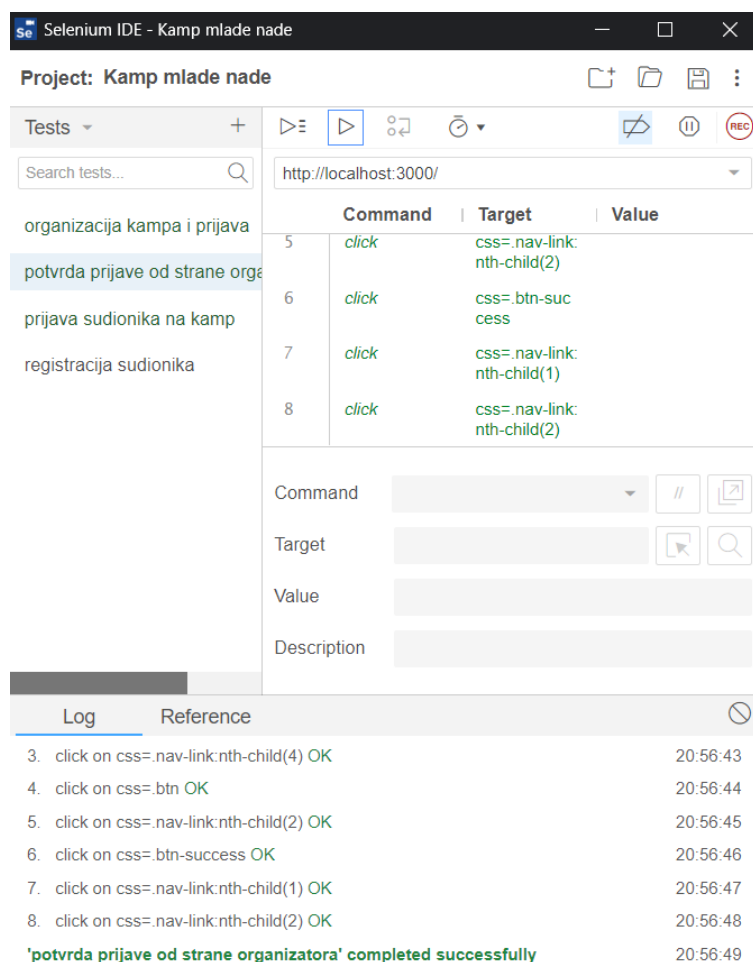 Se Selenium IDE - Kamp mlade nade
Project: Kamp mlade nade
Tests
Search tests...
organizacija kampa i prijava
potvrda prijave od strane orga
prijava sudionika na kamp
registracija sudionika
REC
http://localhost:3000/
Command Target Value
5 click css=.nav-link:
nth-child(2)
6 click css=.btn-suc
cess
7 click css=.nav-link:
nth-child(1)
8 click css=.nav-link:
nth-child(2)
Command //
Target
Value
Description
Log Reference
3. click on css=.nav-link:nth-child(4) OK 20:56:43
4. click on css=.btn OK 20:56:44
5. click on css=.nav-link:nth-child(2) OK 20:56:45
6. click on css=.btn-success OK 20:56:46
7. click on css=.nav-link:nth-child(1) OK 20:56:47
8. click on css=.nav-link:nth-child(2) OK 20:56:48
'potvrda prijave od strane organizatora' completed successfully 20:56:49